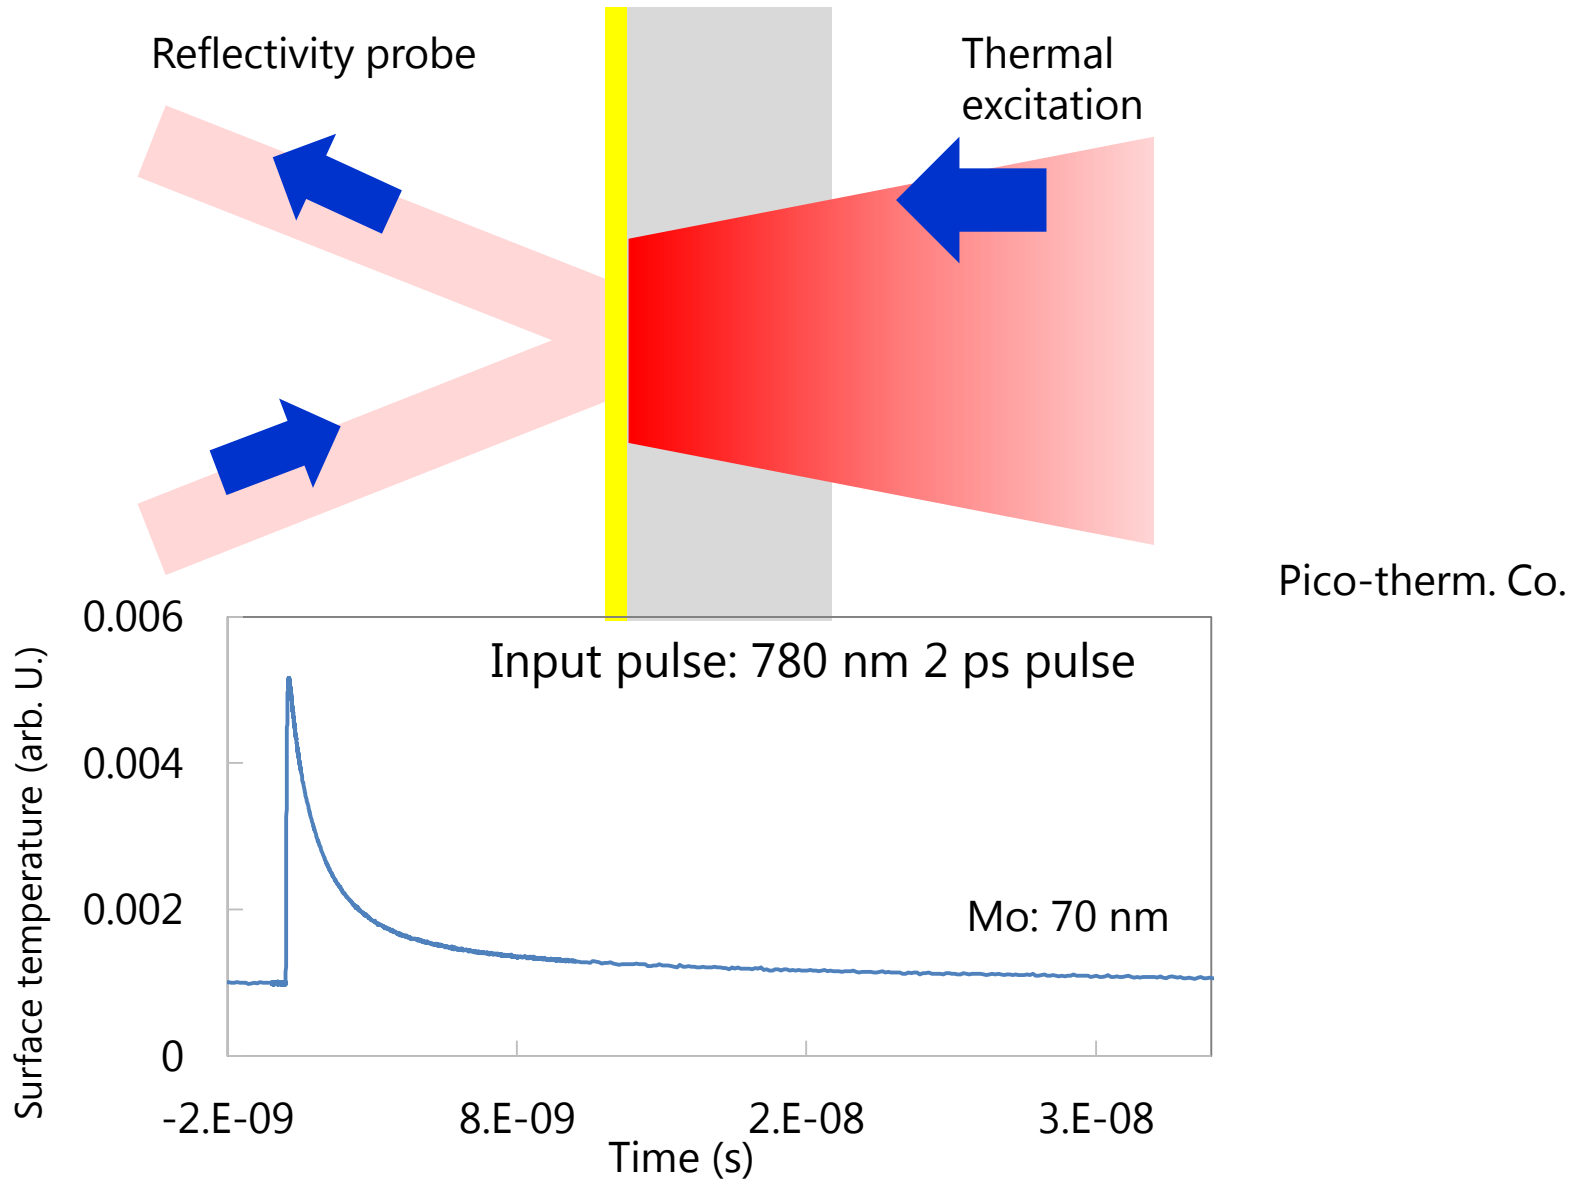 Reflectivity probe
Thermal
excitation
Pico-therm. Co.
Surface temperature (arb. U.)
0.006
0.004
0.002
0
Input pulse: 780 nm 2 ps pulse
Mo: 70 nm
-2.E-09
8.E-09
2.E-08
3.E-08
Time (s)